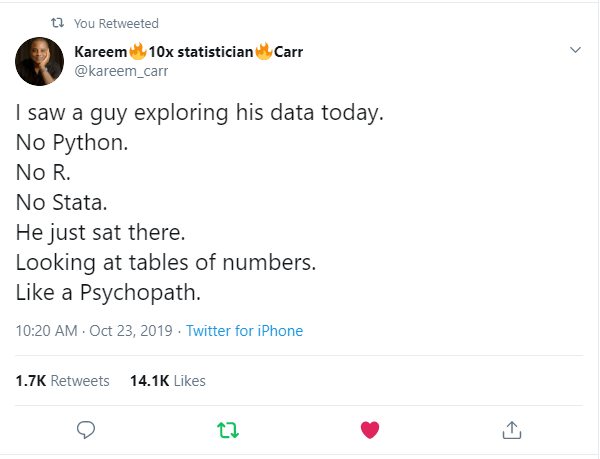 You Retweeted
Kareem🔥10x statistician🔥Carr
@kareem_carr
I saw a guy exploring his data today.
No Python.
No R.
No Stata.
He just sat there.
Looking at tables of numbers.
Like a Psychopath.
10:20 AM · Oct 23, 2019 · Twitter for iPhone
1.7K Retweets 14.1K Likes